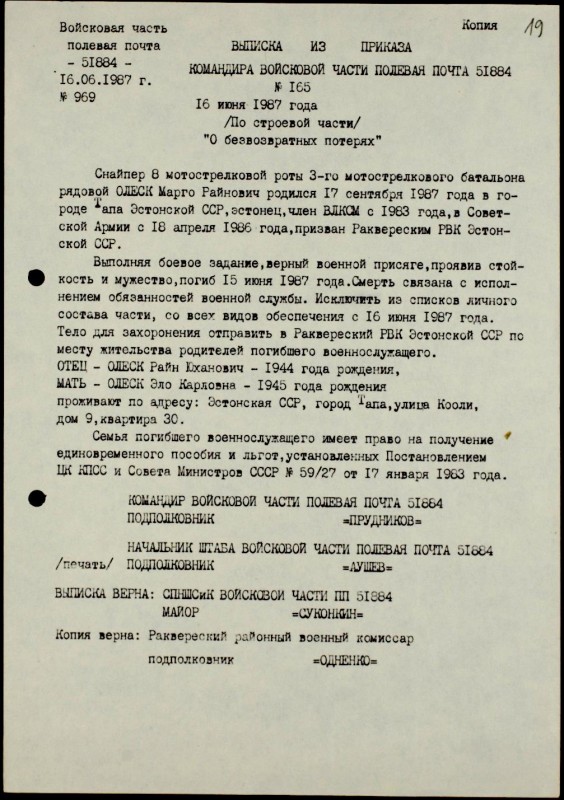 Войсковая часть
полевая почта
- 51884 -
16.06.1987 г.
№ 969
Копия
19
ВЫПИСКА ИЗ ПРИКАЗА
КОМАНДИРА ВОЙСКОВОЙ ЧАСТИ ПОЛЕВАЯ ПОЧТА 51884
№ 165
16 июня 1987 года
/По строевой части/
"О безвозвратных потерях"
Снайпер 8 мотострелковой роты 3-го мотострелкового батальона
рядовой ОЛЕСК Марго Райнович родился 17 сентября 1987 года в го-
роде Тапа Эстонской ССР,эстонец,член ВЛКСМ с 1983 года,в Совет-
ской Армии с 18 апреля 1986 года,призван Раквереским РВК Эстон-
ской ССР.
Выполняя боевое задание,верный военной присяге,проявив стой-
кость и мужество,погиб 15 июня 1987 года.Смерть связана с испол-
нением обязанностей военной службы. Исключить из списков личного
состава части, со всех видов обеспечения с 16 июня 1987 года.
Тело для захоронения отправить в Раквереский РВК Эстонской ССР по
месту жительства родителей погибшего военнослужащего.
ОТЕЦ - ОЛЕСК Райн Юханович - 1944 года рождения,
МАТЬ - ОЛЕСК Эло Карловна - 1945 года рождения
проживают по адресу: Эстонская ССР, город Тапа,улица Кооли,
дом 9,квартира 30.
Семья погибшего военнослужащего имеет право на получение
единовременного пособия и льгот,установленных Постановлением
ЦК КПСС и Совета Министров СССР № 59/27 от 17 января 1983 года.
КОМАНДИР ВОЙСКОВОЙ ЧАСТИ ПОЛЕВАЯ ПОЧТА 51884
ПОДПОЛКОВНИК =ПРУДНИКОВ=
НАЧАЛЬНИК ШТАБА ВОЙСКОВОЙ ЧАСТИ ПОЛЕВАЯ ПОЧТА 51884
/печать/ ПОДПОЛКОВНИК =АУШЕВ=
ВЫПИСКА ВЕРНА: СПНШСиК ВОЙСКОВОЙ ЧАСТИ ПП 51884
МАЙОР =СУКОНКИН=
Копия верна: Раквереский районный военный комиссар
подполковник =ОДНЕНКО=